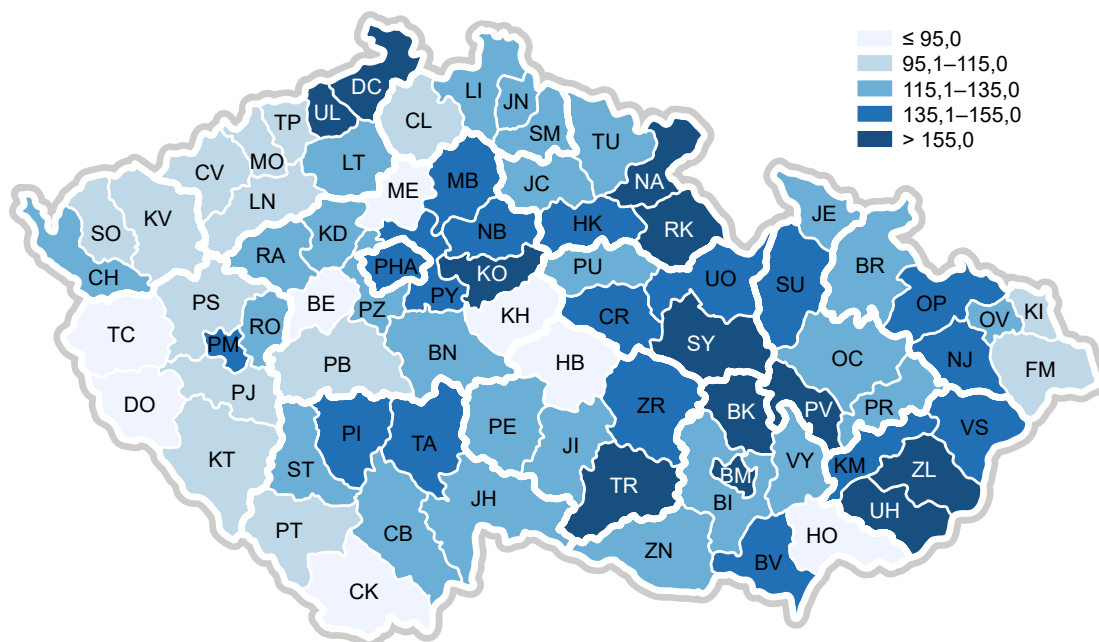 ≤ 95,0
95,1–115,0
115,1–135,0
135,1–155,0
> 155,0
DC
UL
TP
CL
LI
JN
SM
TU
CV
MO
LT
ME
MB
JC
NA
LN
SO
KV
RA
KD
NB
HK
RK
JE
CH
PHA
KO
PU
UO
SU
BR
PS
RO
BE
PZ
PY
KH
CR
OP
OV
KI
TC
PM
PB
BN
HB
SY
OC
NJ
FM
DO
PJ
PI
TA
PE
ZR
BK
PV
PR
VS
KT
ST
JI
VY
KM
ZL
TR
BM
BI
UH
PT
CB
JH
ZN
BV
HO
CK